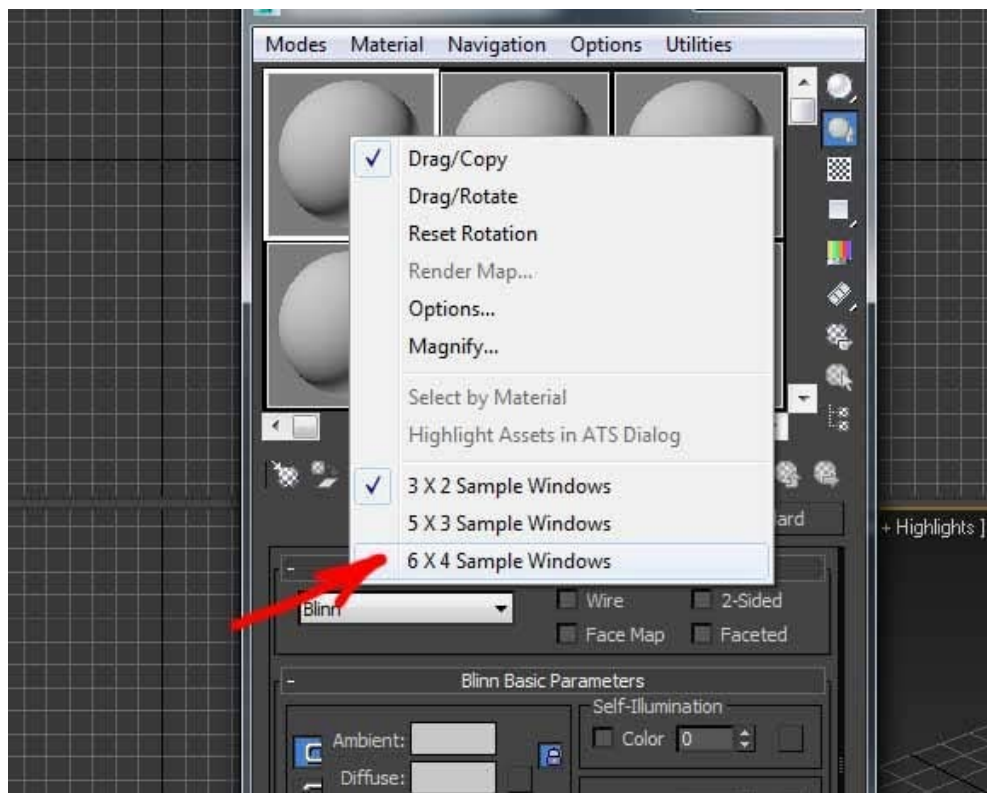 Modes Material Navigation Options Utilities
Drag/Copy
Drag/Rotate
Reset Rotation
Render Map...
Options...
Magnify...
Select by Material
Highlight Assets in ATS Dialog
3 X 2 Sample Windows
5 X 3 Sample Windows
6 X 4 Sample Windows
ard
+ Highlights ]
Blinn
Wire 2-Sided
Face Map Faceted
Blinn Basic Parameters
Self-Illumination
Ambient: Color 0
Diffuse: